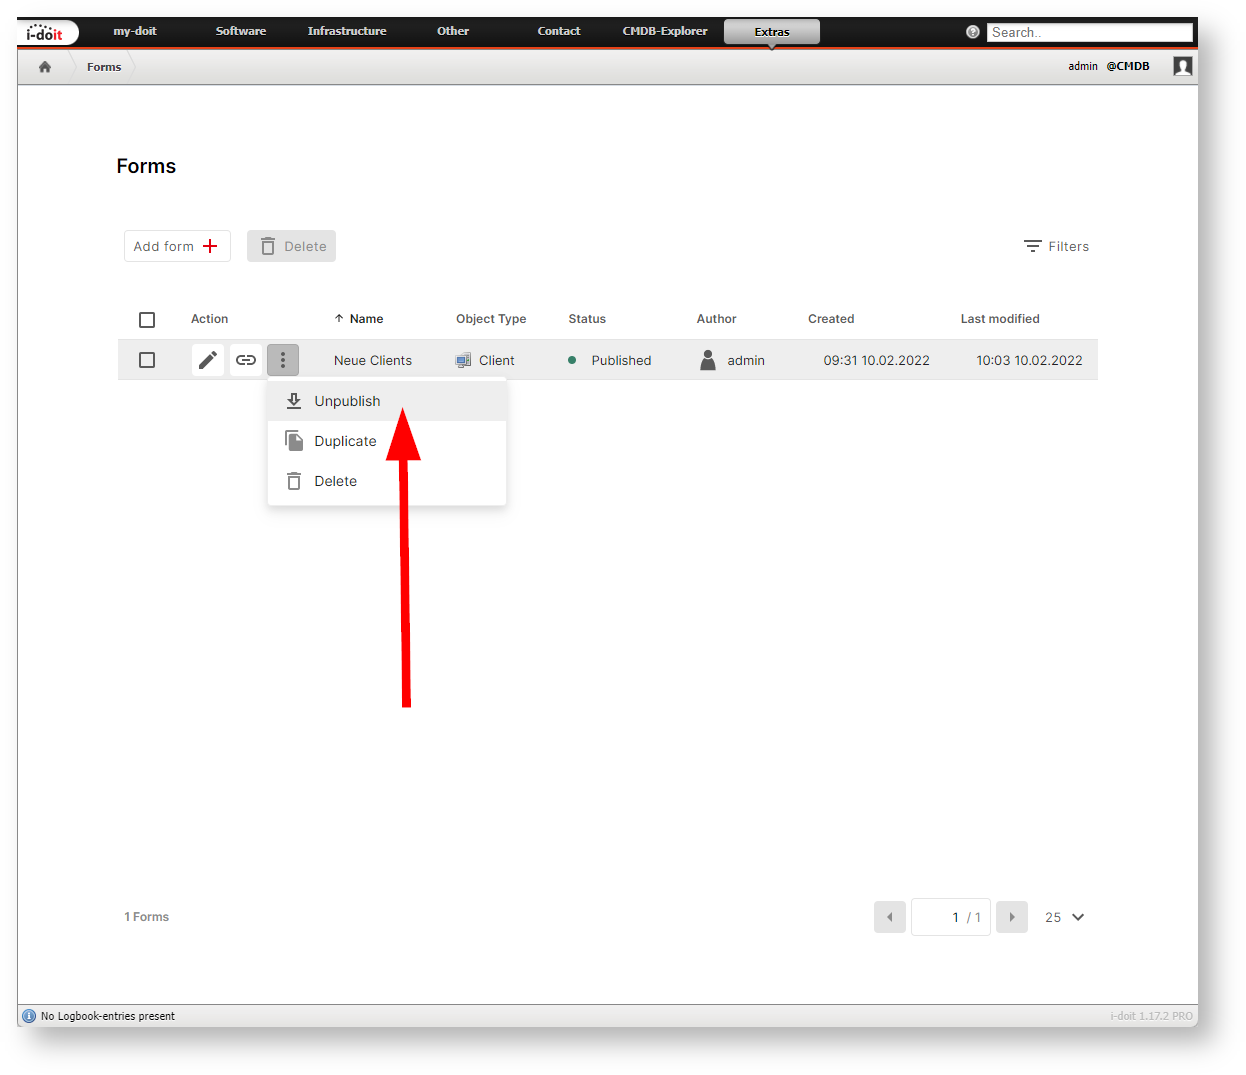 i-doit my-doit Software Infrastructure Other Contact CMDB-Explorer Extras ? Search..
Forms admin @CMDB
Forms
Add form Delete Filters
Action Name Object Type Status Author Created Last modified
Neue Clients Client Published admin 09:31 10.02.2022 10:03 10.02.2022
Unpublish
Duplicate
Delete
1 Forms 1 / 1 25
No Logbook-entries present i-doit 1.17.2 PRO